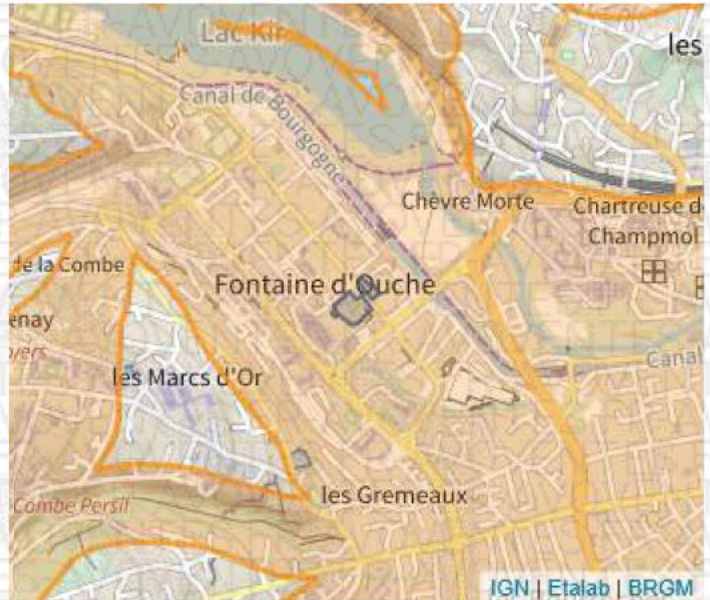 Lac Kir
les
Canal de Bourgogne
Chèvre Morte
Chartreuse d
Champmol
de la Combe
Fontaine d'Ouche
enay
yers
Canal
les Marcs d'Or
les Gremeaux
Combe Persil
IGN | Etalab | BRGM